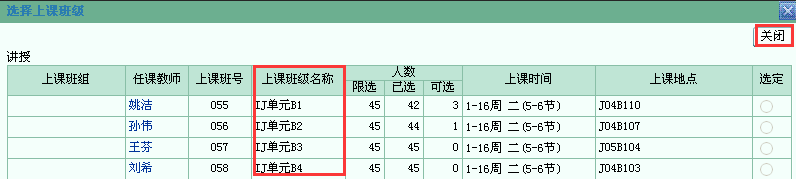 选择上课班级
关闭
讲授
上课班组 任课教师 上课班号 上课班级名称 人数 上课时间 上课地点 选定
限选 已选 可选
姚洁 055 IJ单元B1 45 42 3 1-16周 二(5-6节) J04B110
孙伟 056 IJ单元B2 45 44 1 1-16周 二(5-6节) J04B107
王芬 057 IJ单元B3 45 45 0 1-16周 二(5-6节) J05B104
刘希 058 IJ单元B4 45 45 0 1-16周 二(5-6节) J04B103